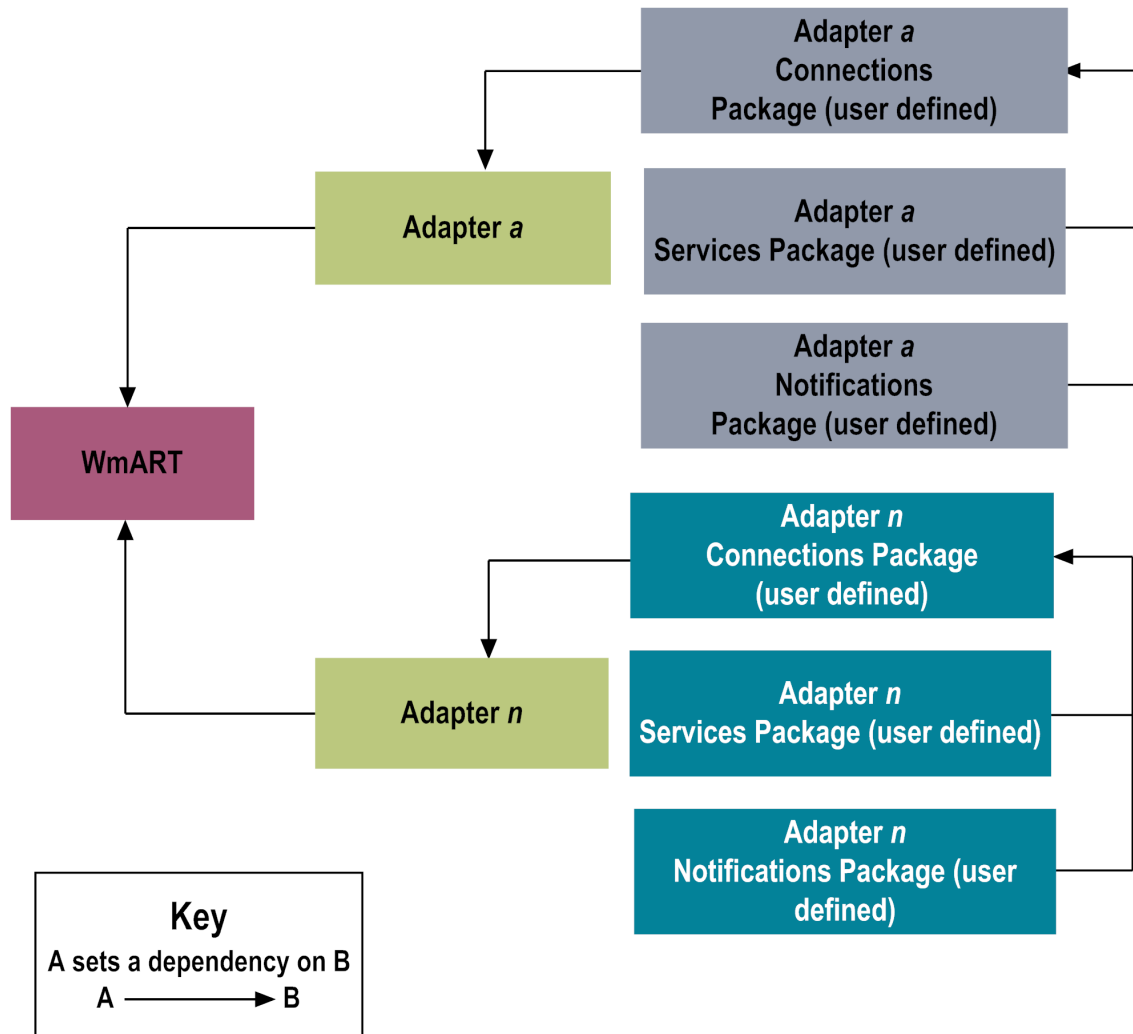 Adapter a
Connections
Package (user defined)
Adapter a
Adapter a
Services Package (user defined)
Adapter a
Notifications
Package (user defined)
WmART
Adapter n
Connections Package
(user defined)
Adapter n
Adapter n
Services Package (user defined)
Adapter n
Notifications Package (user
defined)
Key
A sets a dependency on B
A B